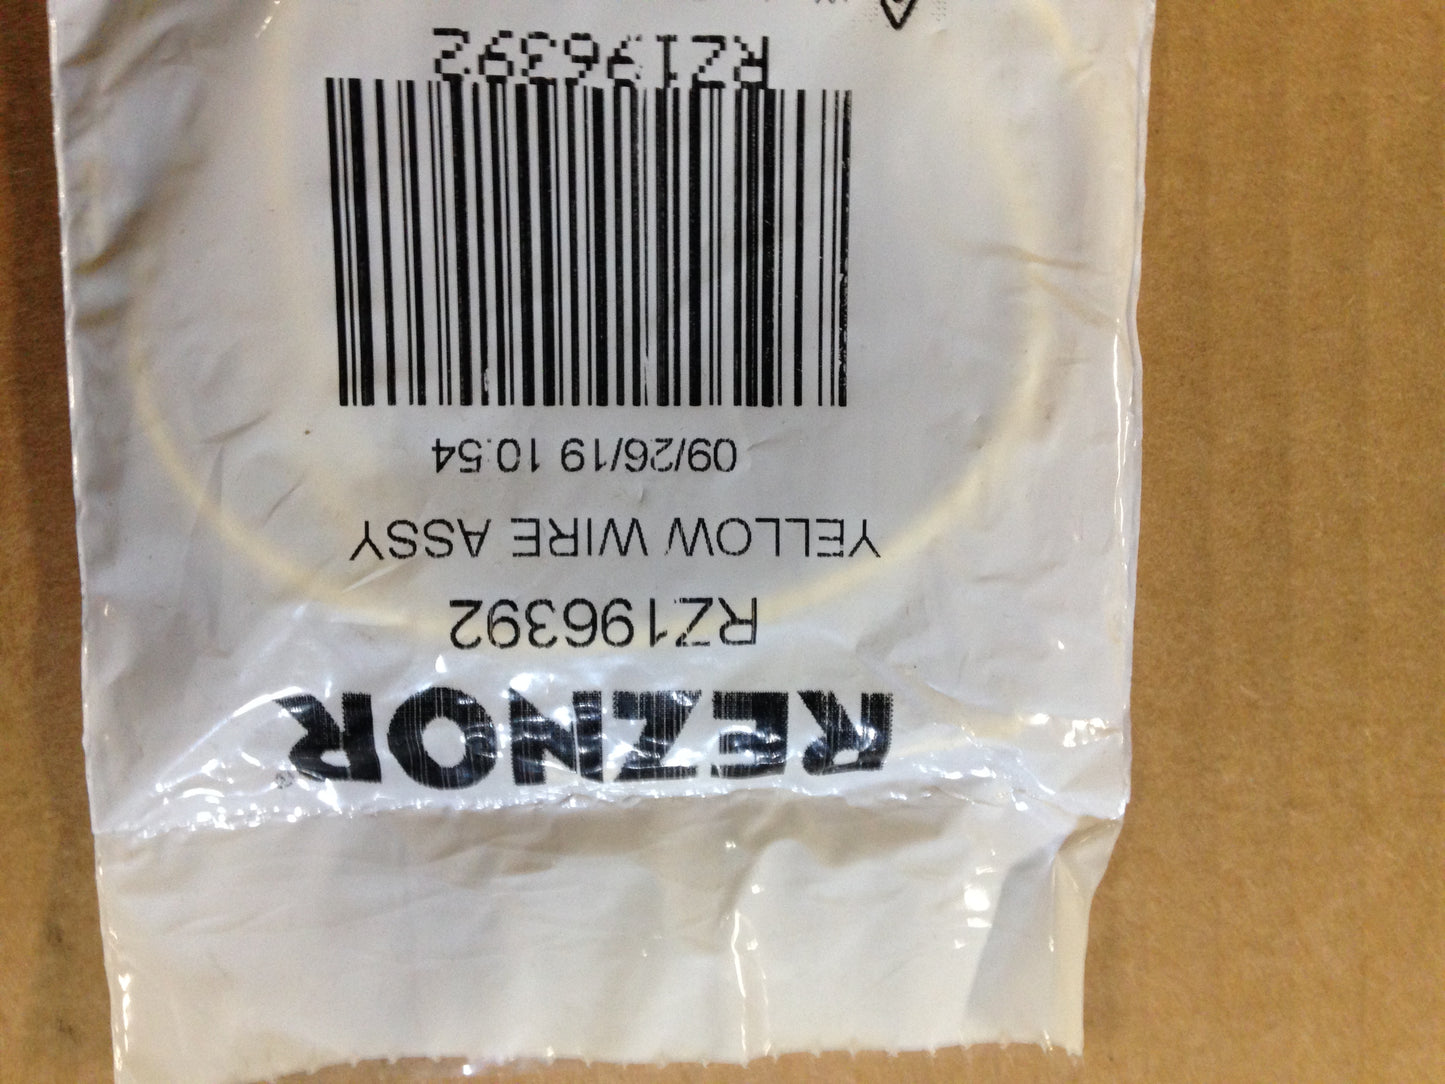 REZNOR
RZ196392
YELLOW WIRE ASSY
09/26/19 10:54
RZ196392